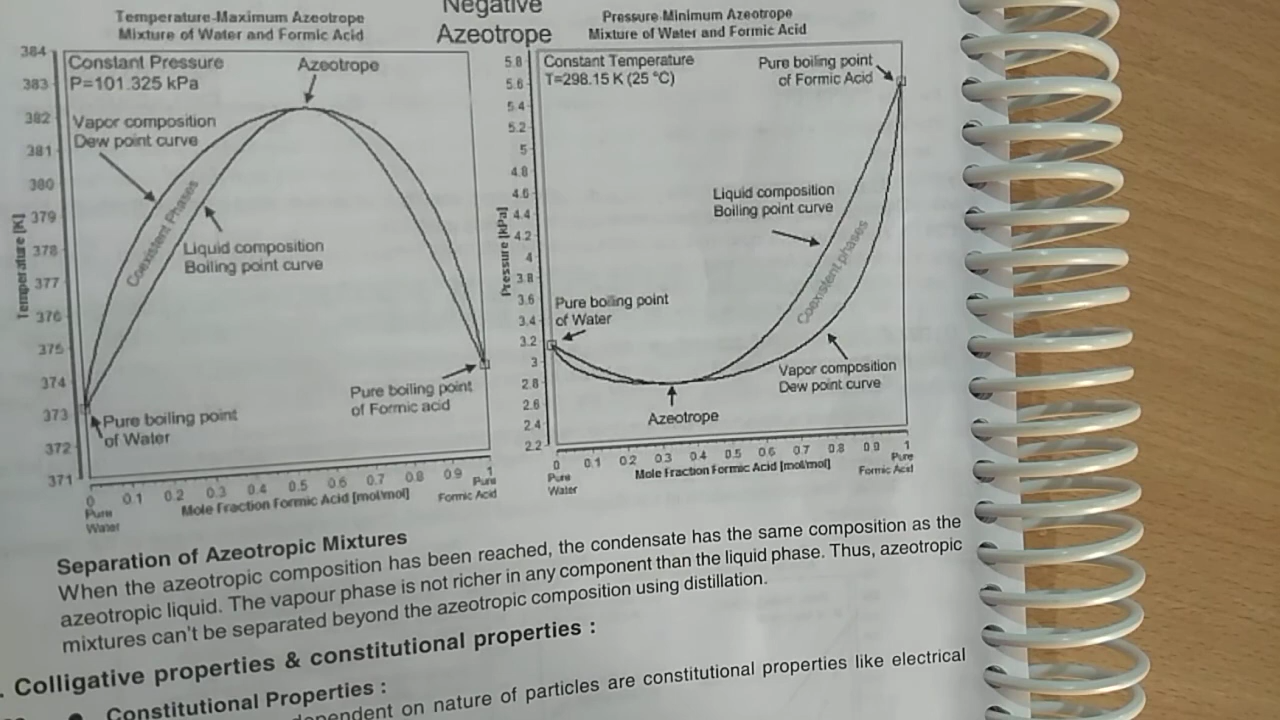 Negative
Azeotrope
Temperature-Maximum Azeotrope
Mixture of Water and Formic Acid
384
383
382
381
380
379
378
377
376
375
374
373
372
371
Temperature [K]
Constant Pressure
P=101.325 kPa
Azeotrope
Vapor composition
Dew point curve
Coexistent Phases
Liquid composition
Boiling point curve
Pure boiling point
of Formic acid
Pure boiling point
of Water
0 0.1 0.2 0.3 0.4 0.5 0.6 0.7 0.8 0.9 1
Pure
Water
Mole Fraction Formic Acid [mol/mol]
Pure
Formic Acid
Pressure-Minimum Azeotrope
Mixture of Water and Formic Acid
5.8
5.6
5.4
5.2
5
4.8
4.6
4.4
4.2
4
3.8
3.6
3.4
3.2
3
2.8
2.6
2.4
2.2
Pressure [kPa]
Constant Temperature
T=298.15 K (25 °C)
Pure boiling point
of Formic Acid
Liquid composition
Boiling point curve
Coexistent phases
Pure boiling point
of Water
Vapor composition
Dew point curve
Azeotrope
0 0.1 0.2 0.3 0.4 0.5 0.6 0.7 0.8 0.9 1
Pure
Water
Mole Fraction Formic Acid [mol/mol]
Pure
Formic Acid
Separation of Azeotropic Mixtures
When the azeotropic composition has been reached, the condensate has the same composition as the
azeotropic liquid. The vapour phase is not richer in any component than the liquid phase. Thus, azeotropic
mixtures can't be separated beyond the azeotropic composition using distillation.
. Colligative properties & constitutional properties :
● Constitutional Properties :
on nature of particles are constitutional properties like electrical